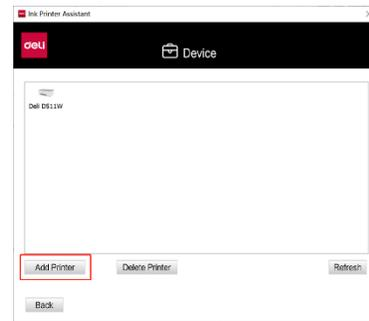 Ink Printer Assistant
deli
Device
Deli D511W
Add Printer
Delete Printer
Refresh
Back